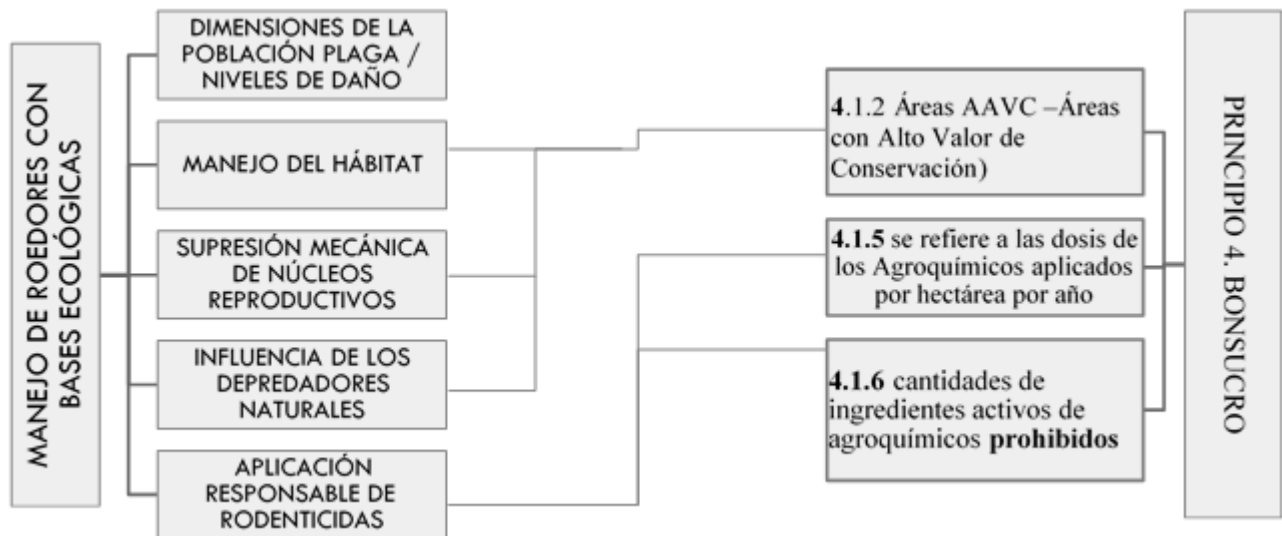 MANEJO DE ROEDORES CON
BASES ECOLÓGICAS
DIMENSIONES DE LA
POBLACIÓN PLAGA /
NIVELES DE DAÑO
MANEJO DEL HÁBITAT
SUPRESIÓN MECÁNICA
DE NÚCLEOS
REPRODUCTIVOS
INFLUENCIA DE LOS
DEPREDADORES
NATURALES
APLICACIÓN
RESPONSABLE DE
RODENTICIDAS
4.1.2 Áreas AAVC –Áreas
con Alto Valor de
Conservación)
4.1.5 se refiere a las dosis de
los Agroquímicos aplicados
por hectárea por año
4.1.6 cantidades de
ingredientes activos de
agroquímicos prohibidos
PRINCIPIO 4. BONSUCRO